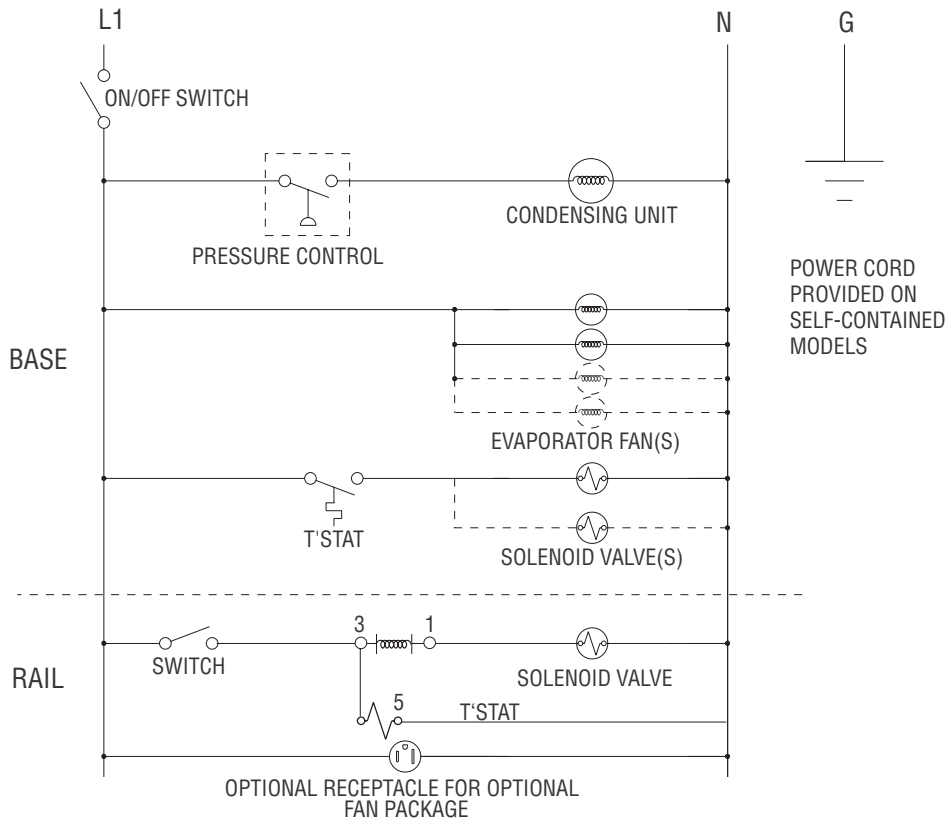 L1
N
G
ON/OFF SWITCH
CONDENSING UNIT
PRESSURE CONTROL
POWER CORD
PROVIDED ON
SELF-CONTAINED
MODELS
BASE
EVAPORATOR FAN(S)
T'STAT
SOLENOID VALVE(S)
3
1
SWITCH
SOLENOID VALVE
RAIL
5
T‘STAT
OPTIONAL RECEPTACLE FOR OPTIONAL
FAN PACKAGE